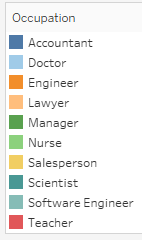 Occupation
Accountant
Doctor
Engineer
Lawyer
Manager
Nurse
Salesperson
Scientist
Software Engineer
Teacher